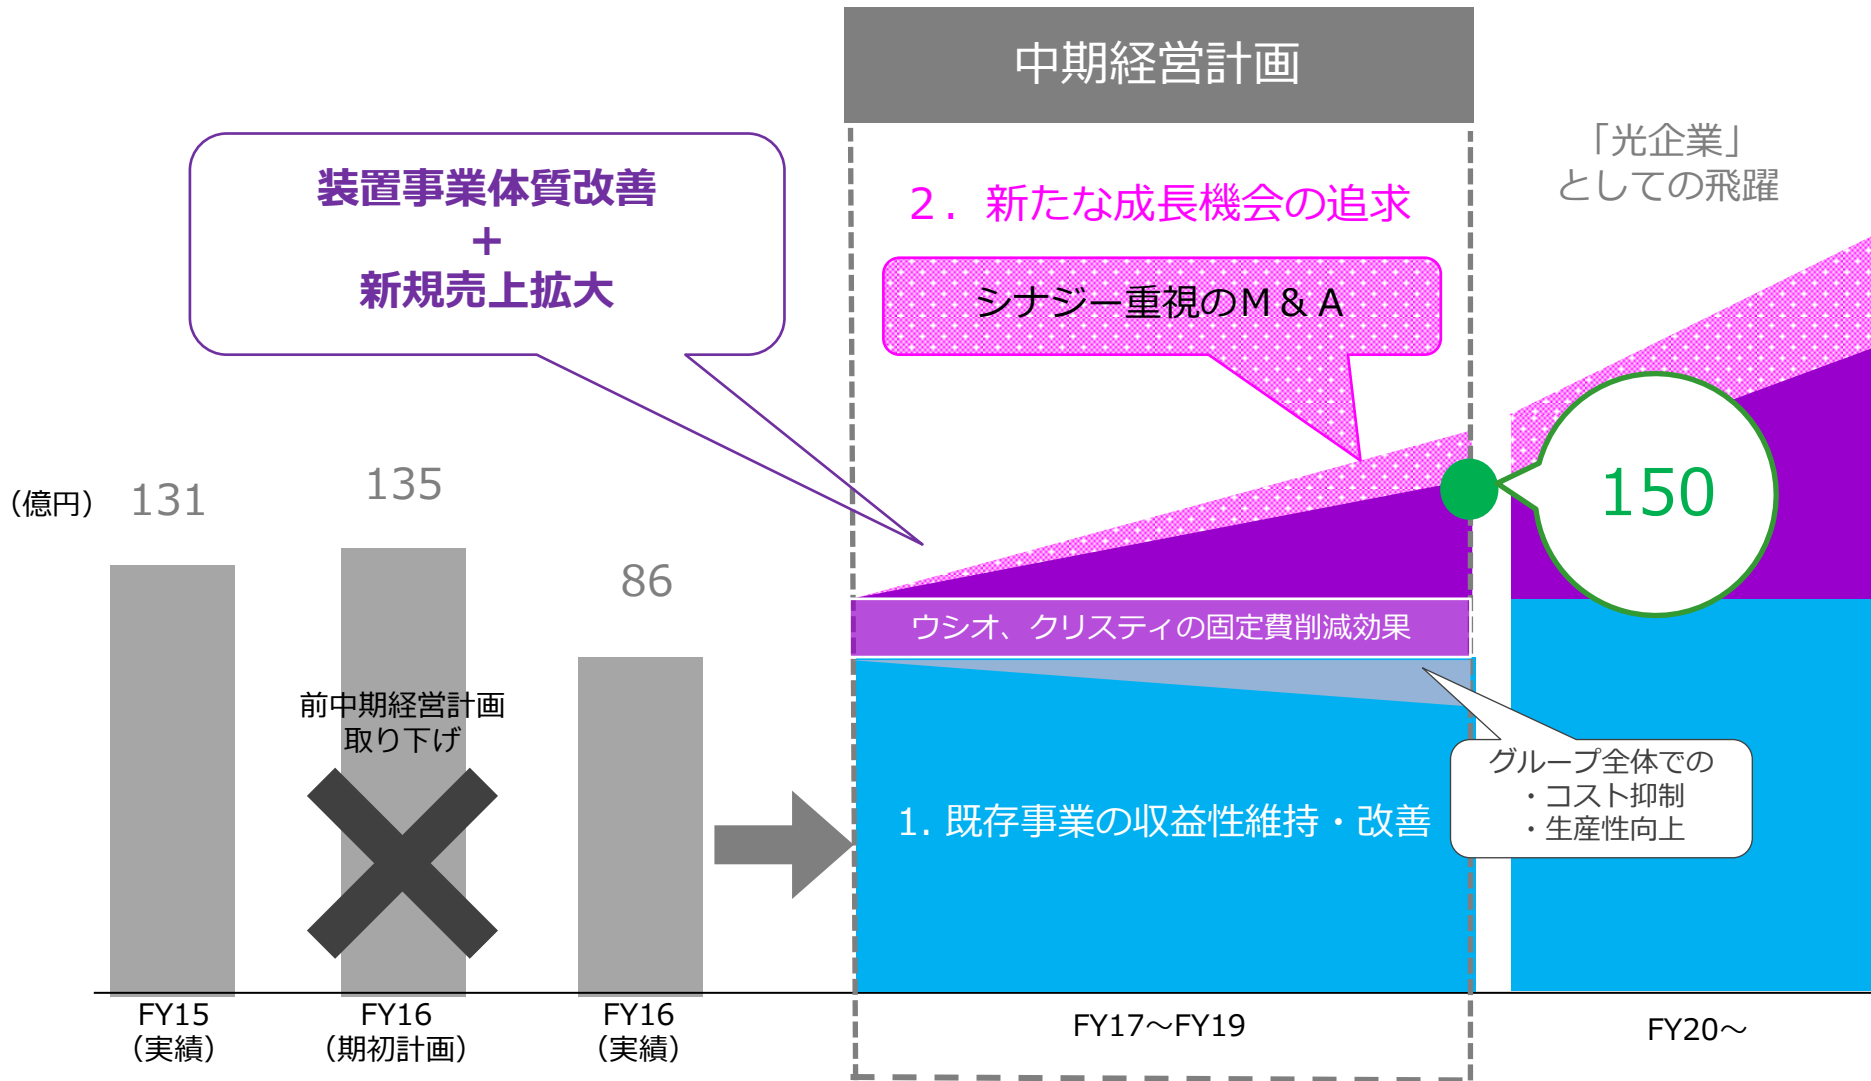 中期経営計画
「光企業」
としての飛躍
装置事業体質改善
+
新規売上拡大
2. 新たな成長機会の追求
シナジー重視のM & A
（億円）
131
135
86
150
ウシオ、クリスティの固定費削減効果
前中期経営計画
取り下げ
グループ全体での
・コスト抑制
・生産性向上
1. 既存事業の収益性維持・改善
FY15
（実績）
FY16
（期初計画）
FY16
（実績）
FY17～FY19
FY20～